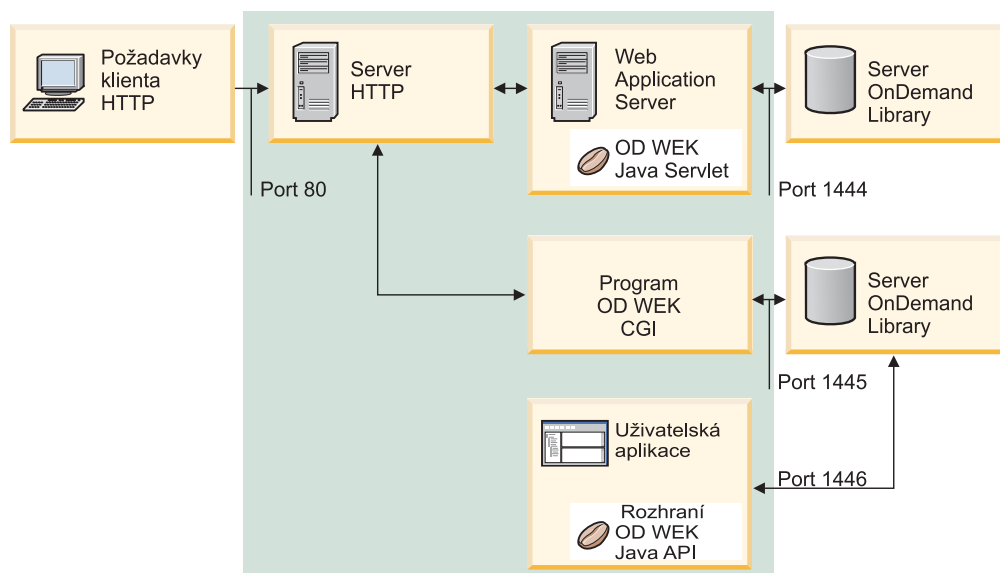 Požadavky
klienta
HTTP
Server
HTTP
Web
Application
Server
OD WEK
Java Servlet
Server
OnDemand
Library
Port 80
Port 1444
Program
OD WEK
CGI
Server
OnDemand
Library
Port 1445
Uživatelská
aplikace
Rozhraní
OD WEK
Java API
Port 1446